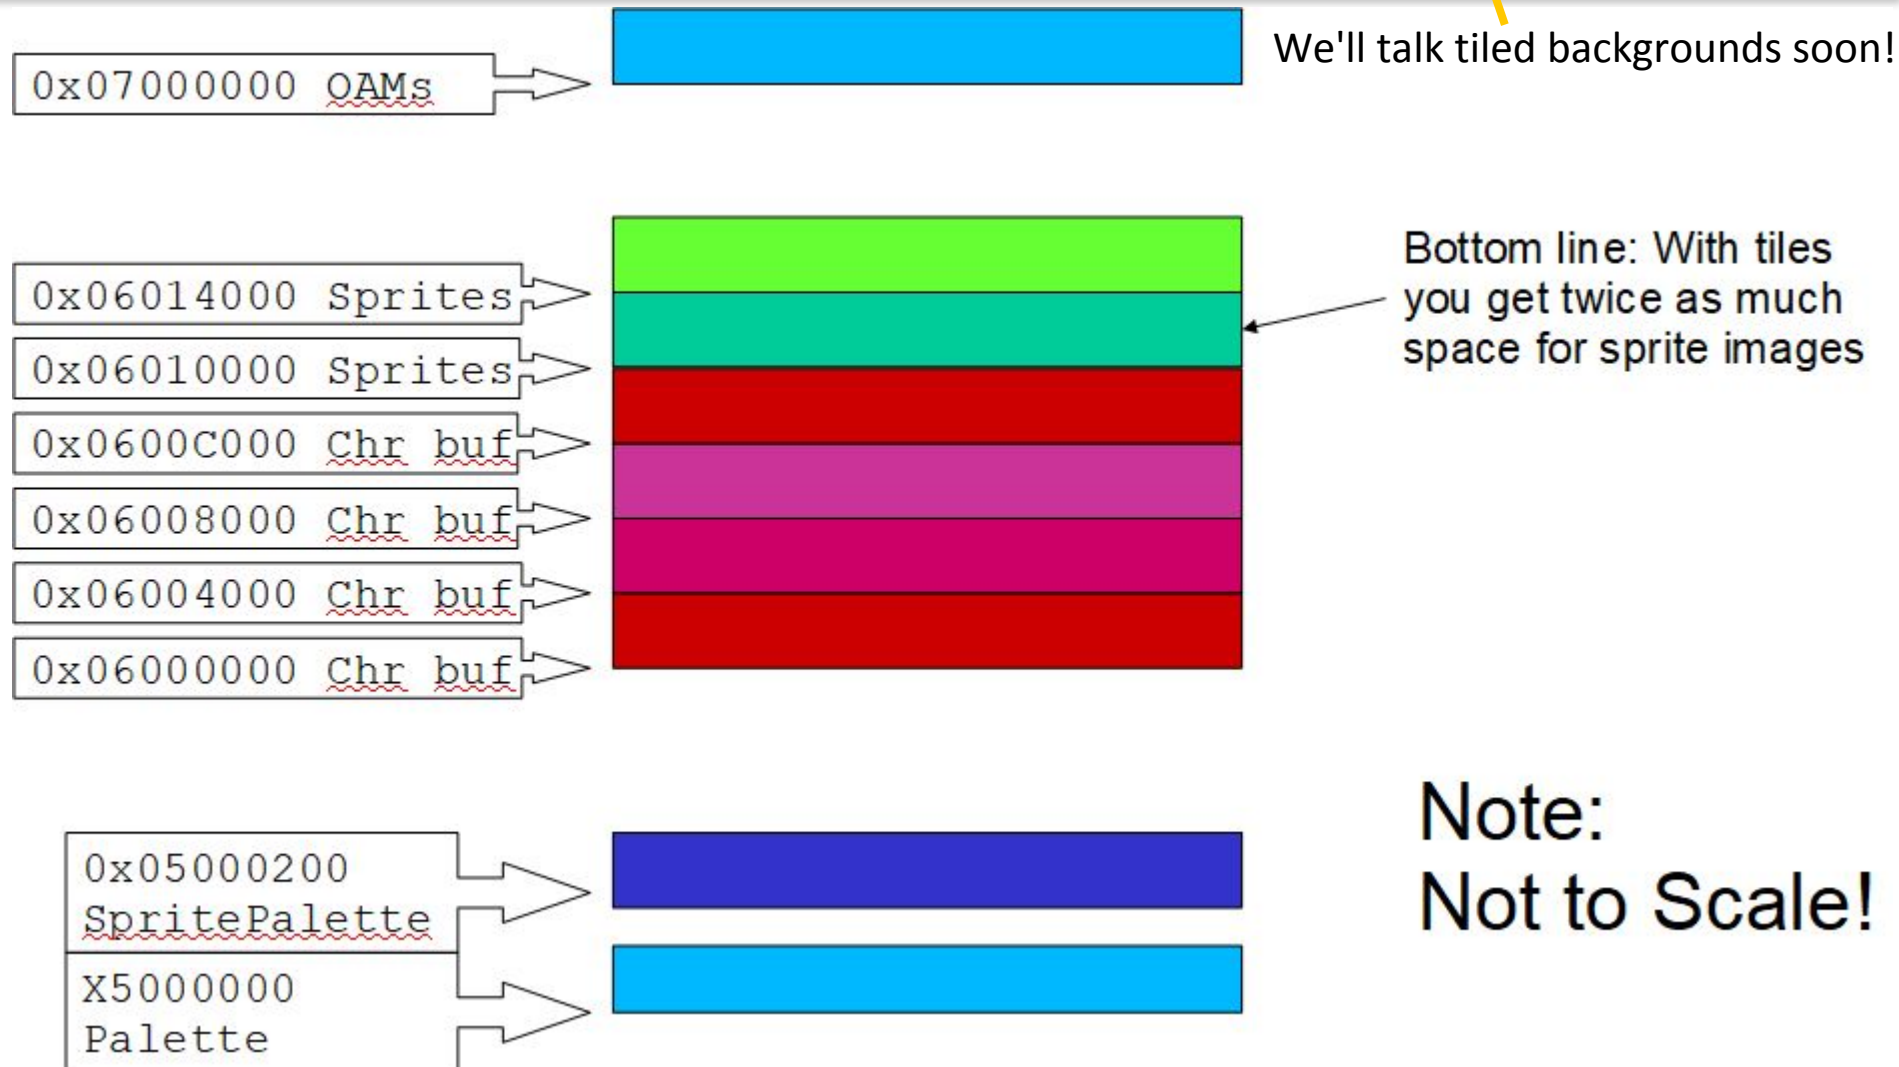 We'll talk tiled backgrounds soon!
0x07000000 OAMs
0x06014000 Sprites
0x06010000 Sprites
0x0600C000 Chr buf
0x06008000 Chr buf
0x06004000 Chr buf
0x06000000 Chr buf
Bottom line: With tiles
you get twice as much
space for sprite images
0x05000200
SpritePalette
X5000000
Palette
Note:
Not to Scale!